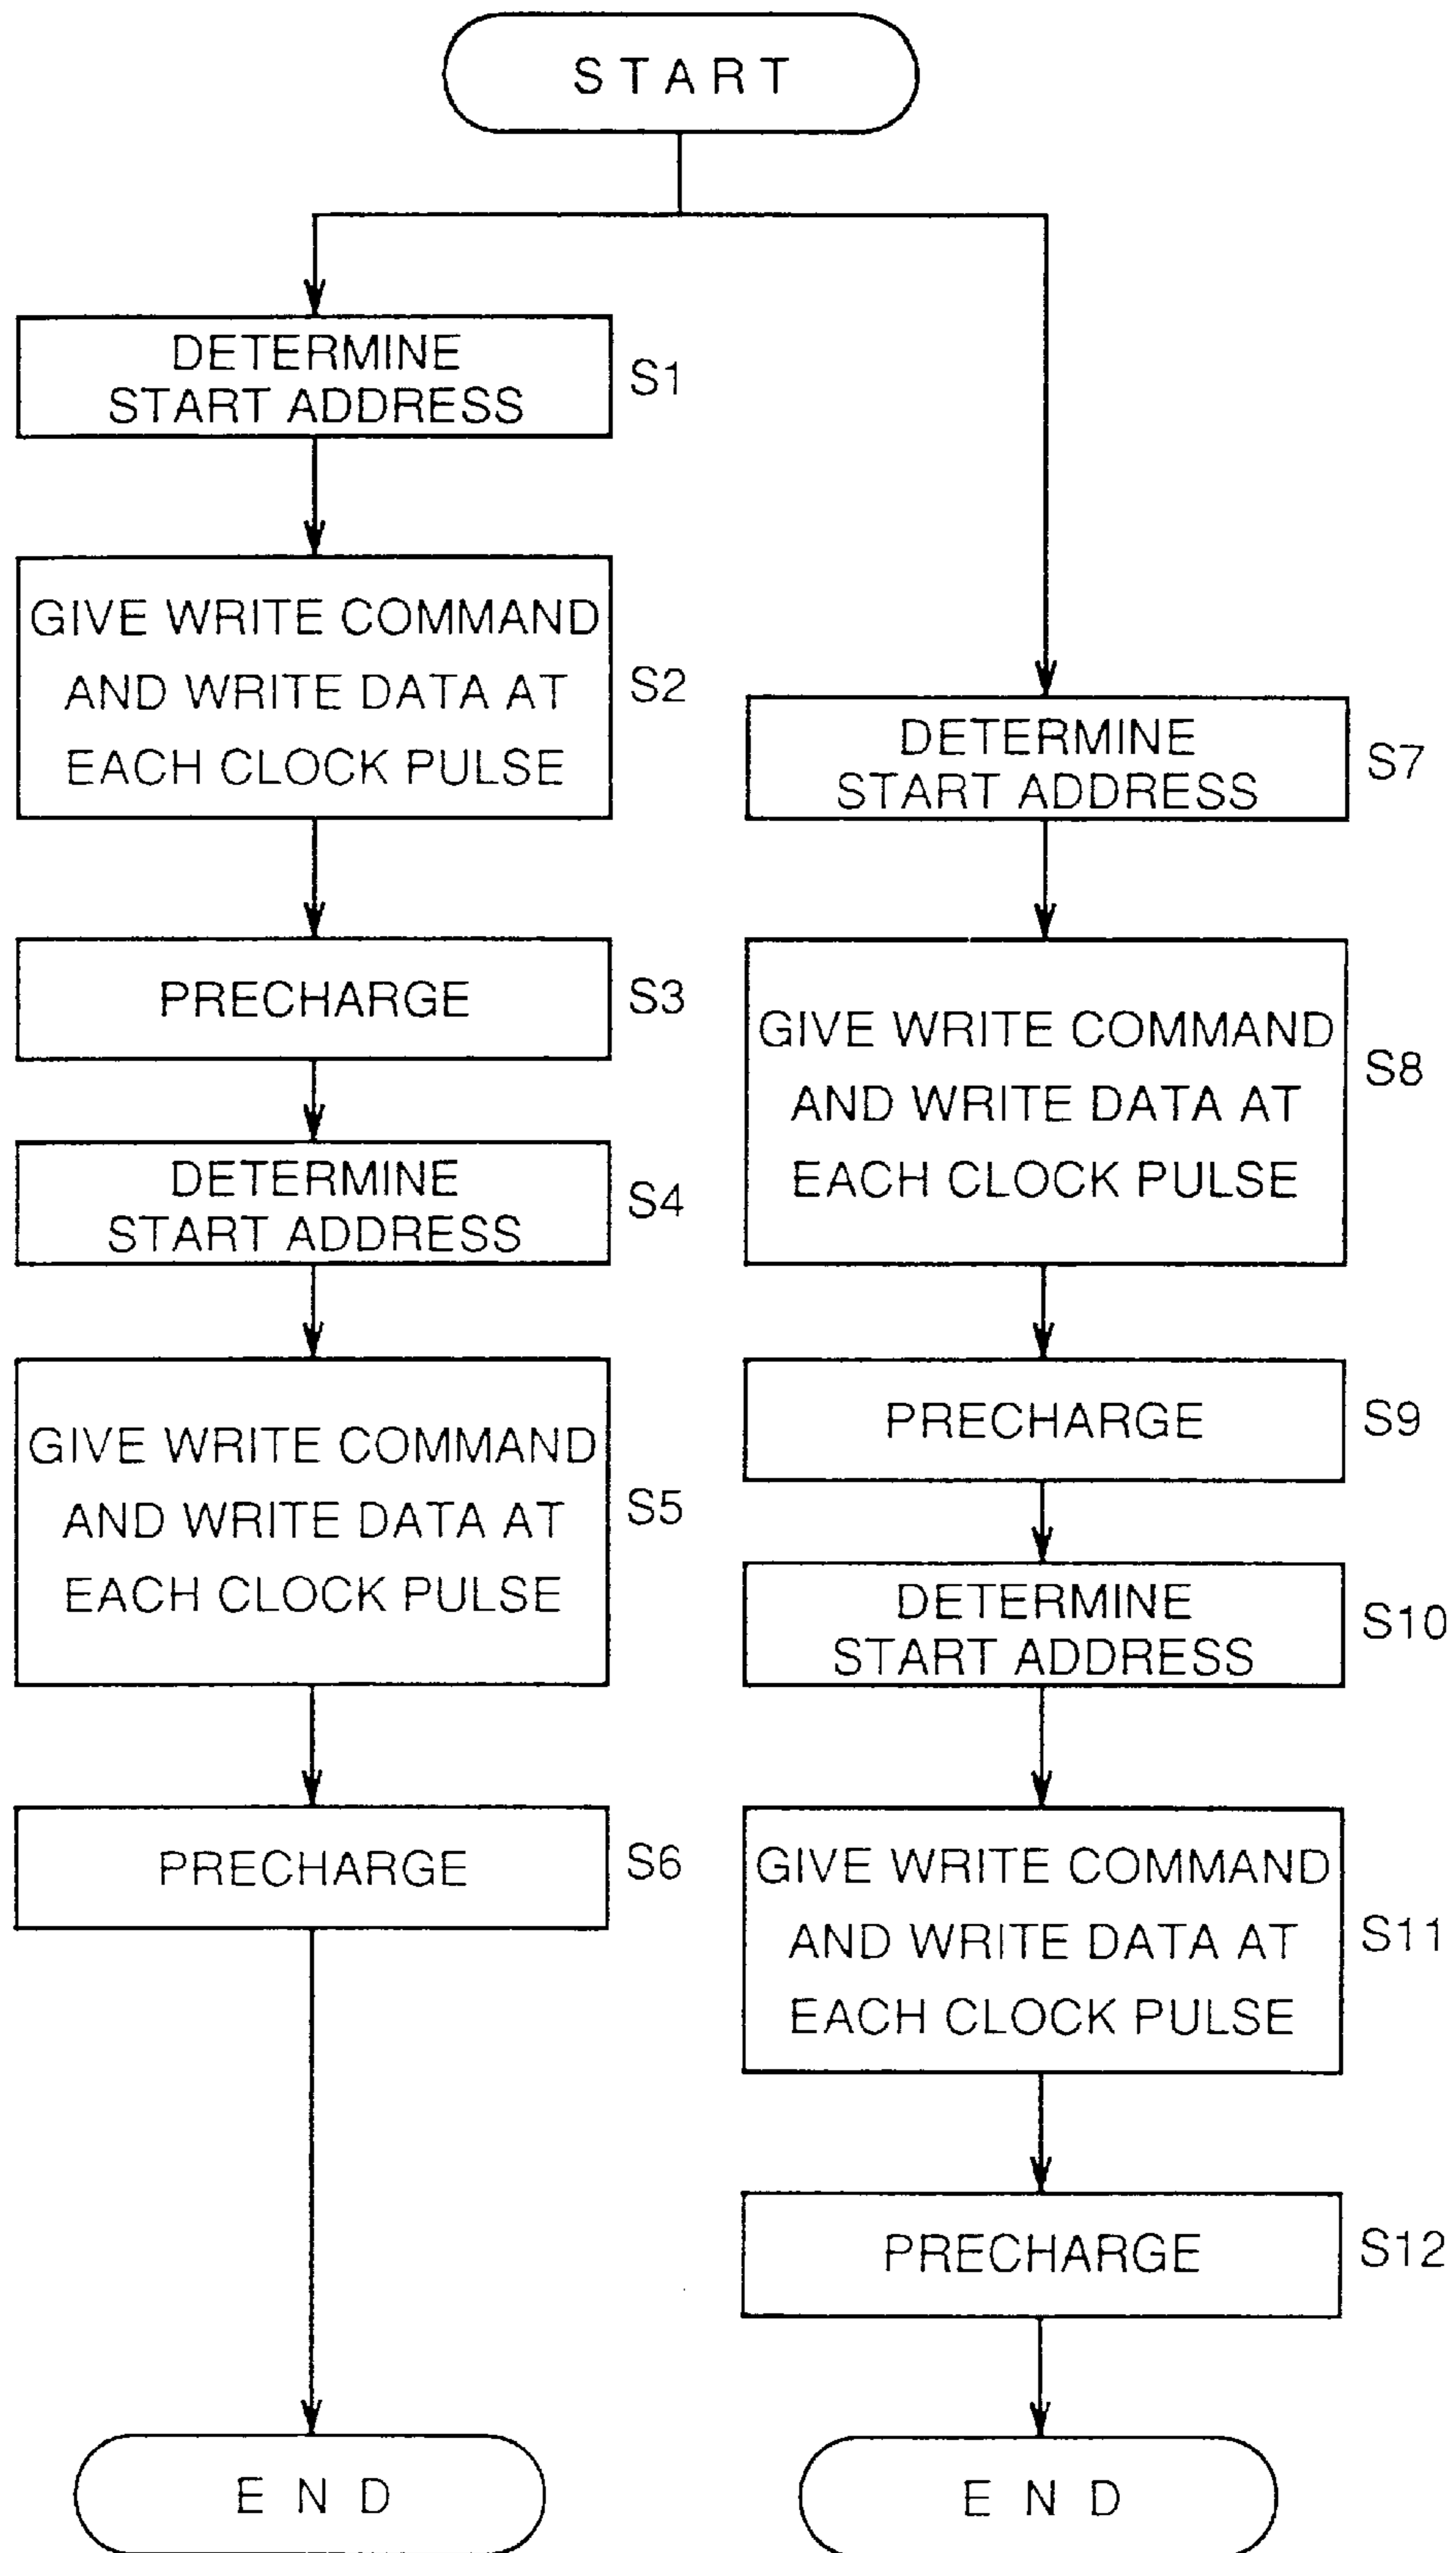 START
DETERMINE
START ADDRESS
S1
GIVE WRITE COMMAND
AND WRITE DATA AT
EACH CLOCK PULSE
S2
PRECHARGE
S3
DETERMINE
START ADDRESS
S4
GIVE WRITE COMMAND
AND WRITE DATA AT
EACH CLOCK PULSE
S5
PRECHARGE
S6
END
DETERMINE
START ADDRESS
S7
GIVE WRITE COMMAND
AND WRITE DATA AT
EACH CLOCK PULSE
S8
PRECHARGE
S9
DETERMINE
START ADDRESS
S10
GIVE WRITE COMMAND
AND WRITE DATA AT
EACH CLOCK PULSE
S11
PRECHARGE
S12
END